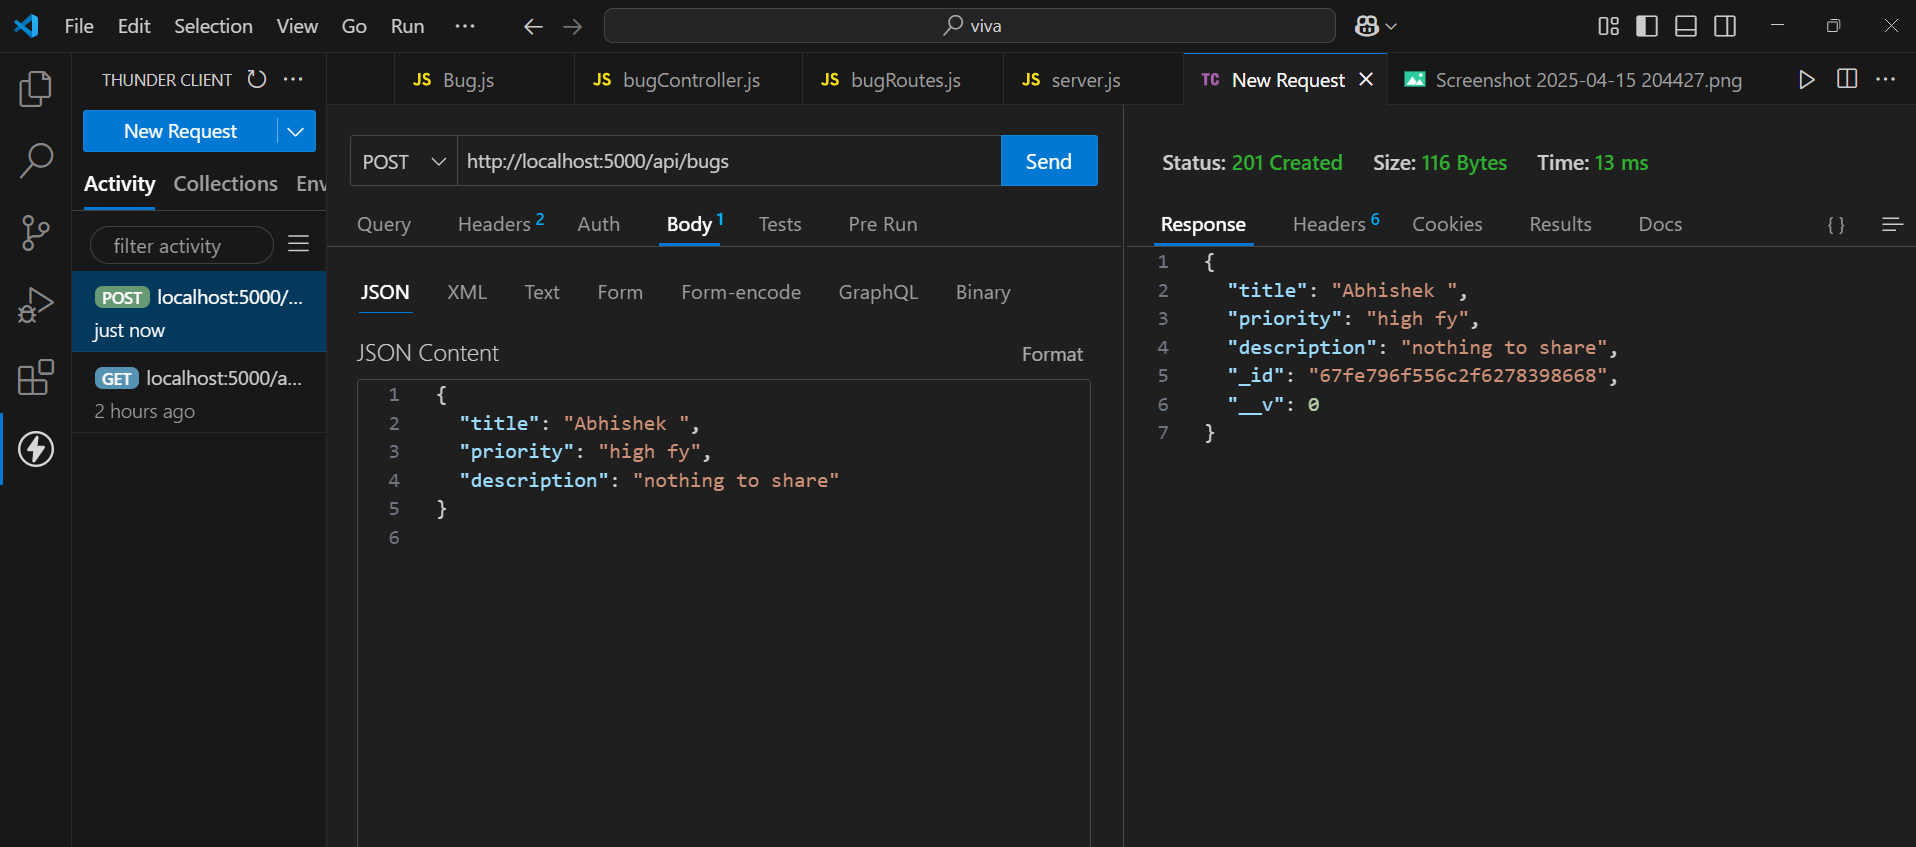 File Edit Selection View Go Run ··· viva
THUNDER CLIENT ···
JS Bug.js JS bugController.js JS bugRoutes.js JS server.js TC New Request Screenshot 2025-04-15 204427.png ···
New Request
POST http://localhost:5000/api/bugs Send
Status: 201 Created Size: 116 Bytes Time: 13 ms
Activity Collections Env
Query Headers 2 Auth Body 1 Tests Pre Run
Response Headers 6 Cookies Results Docs { }
filter activity
POST localhost:5000/...
just now
GET localhost:5000/a...
2 hours ago
JSON XML Text Form Form-encode GraphQL Binary
JSON Content Format
1 {
2 "title": "Abhishek ",
3 "priority": "high fy",
4 "description": "nothing to share"
5 }
6
1 {
2 "title": "Abhishek ",
3 "priority": "high fy",
4 "description": "nothing to share",
5 "_id": "67fe796f556c2f6278398668",
6 "__v": 0
7 }